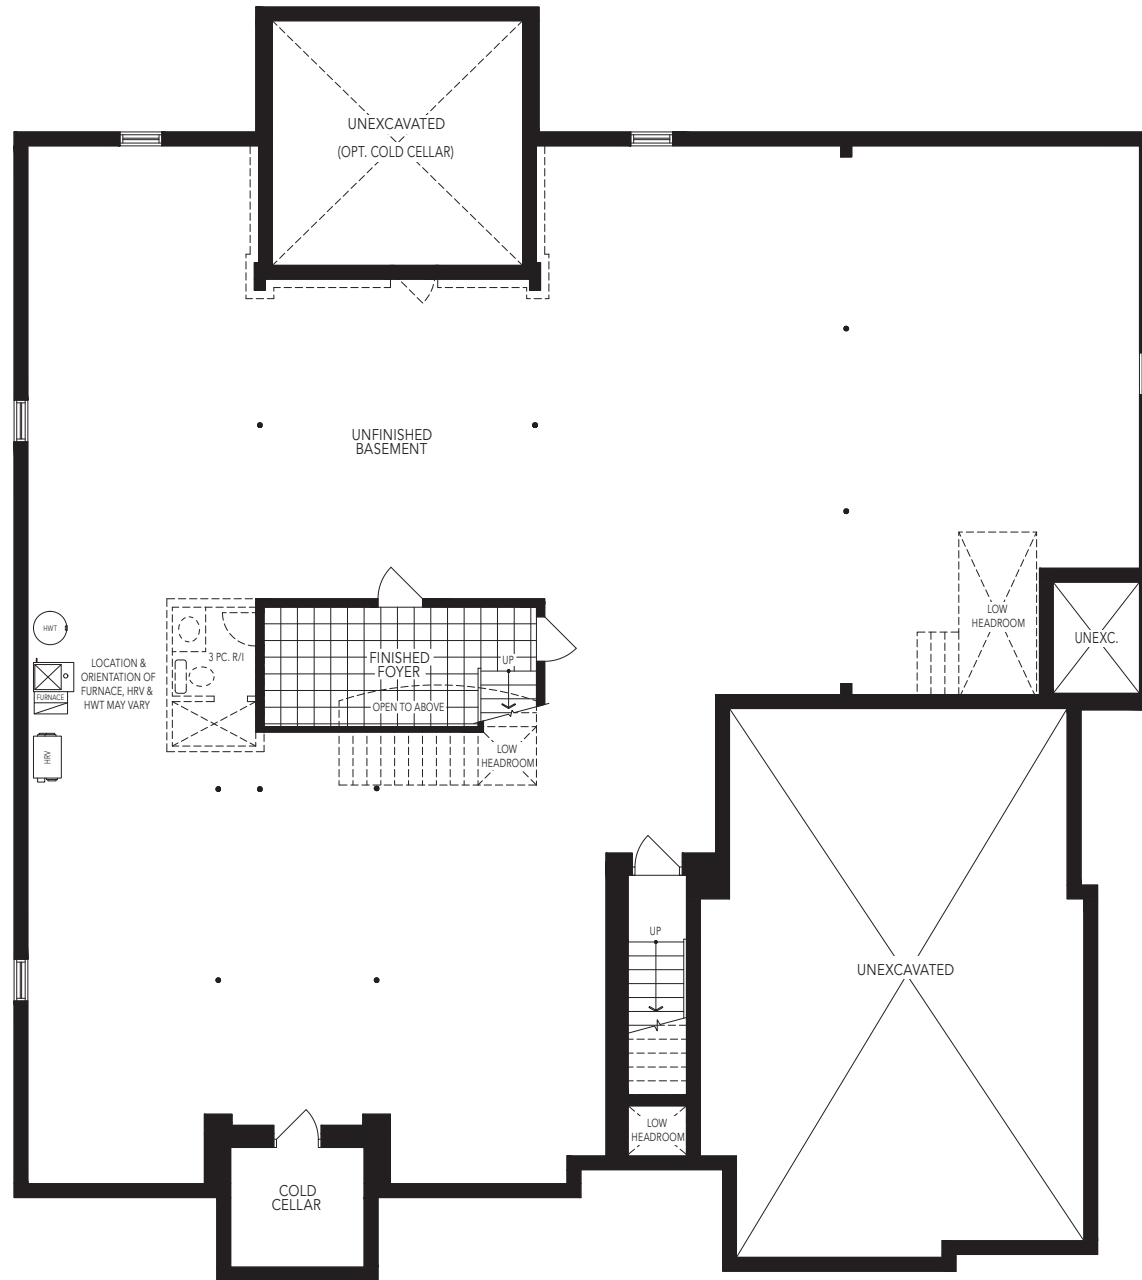 UNEXCAVATED
(OPT. COLD CELLAR)
UNFINISHED
BASEMENT
LOW
HEADROOM
UNEXC.
HWT
FURNACE
HRV
LOCATION &
ORIENTATION OF
FURNACE, HRV &
HWT MAY VARY
3 PC. R/I
FINISHED
FOYER
OPEN TO ABOVE
UP
LOW
HEADROOM
UP
LOW
HEADROOM
UNEXCAVATED
COLD
CELLAR